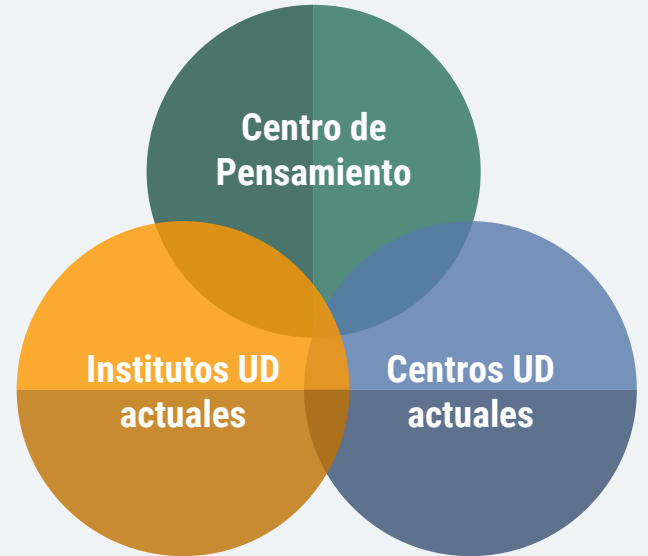 Centro de
Pensamiento
Institutos UD
actuales
Centros UD
actuales